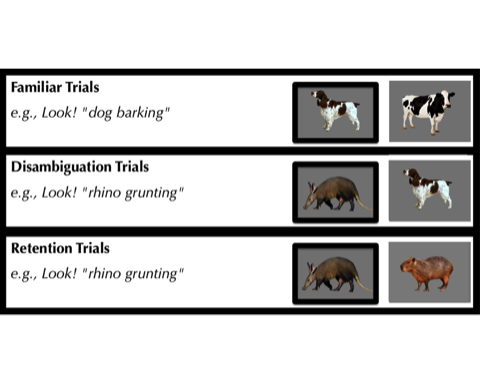 Familiar Trials
e.g., Look! "dog barking"
Disambiguation Trials
e.g., Look! "rhino grunting"
Retention Trials
e.g., Look! "rhino grunting"